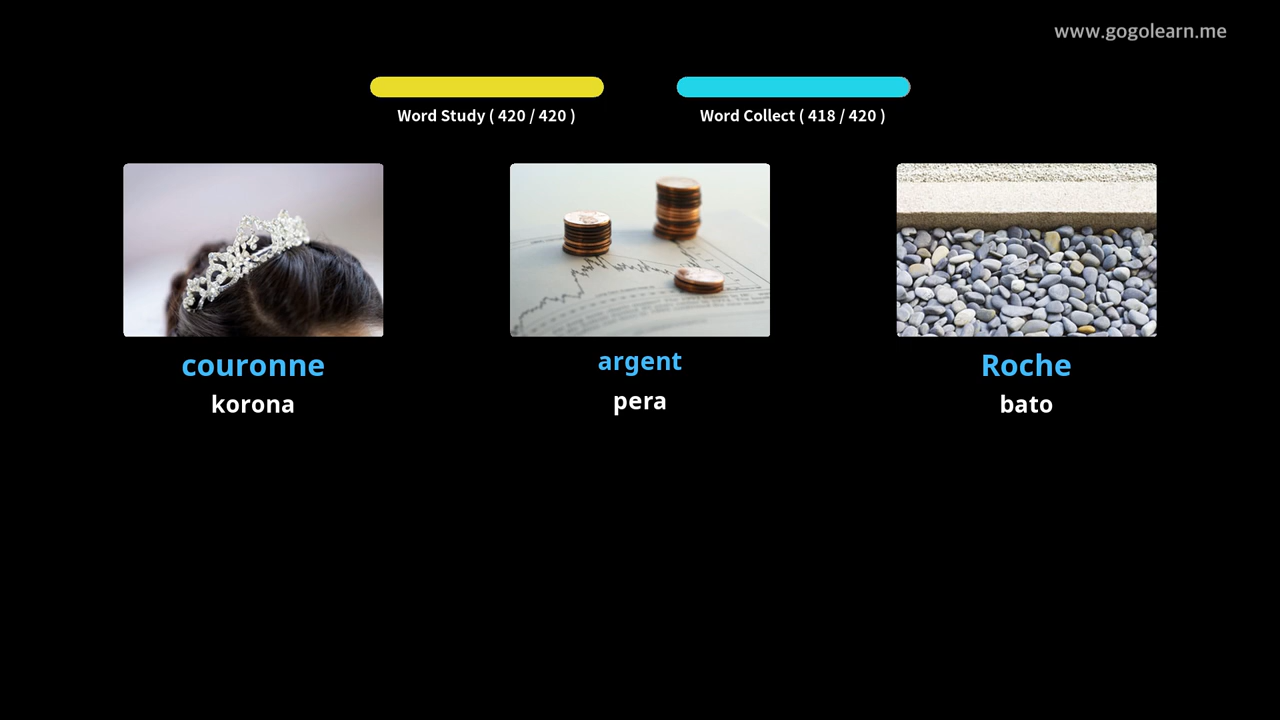 www.gogolearn.me
Word Study ( 420 / 420 )
Word Collect ( 418 / 420 )
couronne
korona
argent
pera
Roche
bato